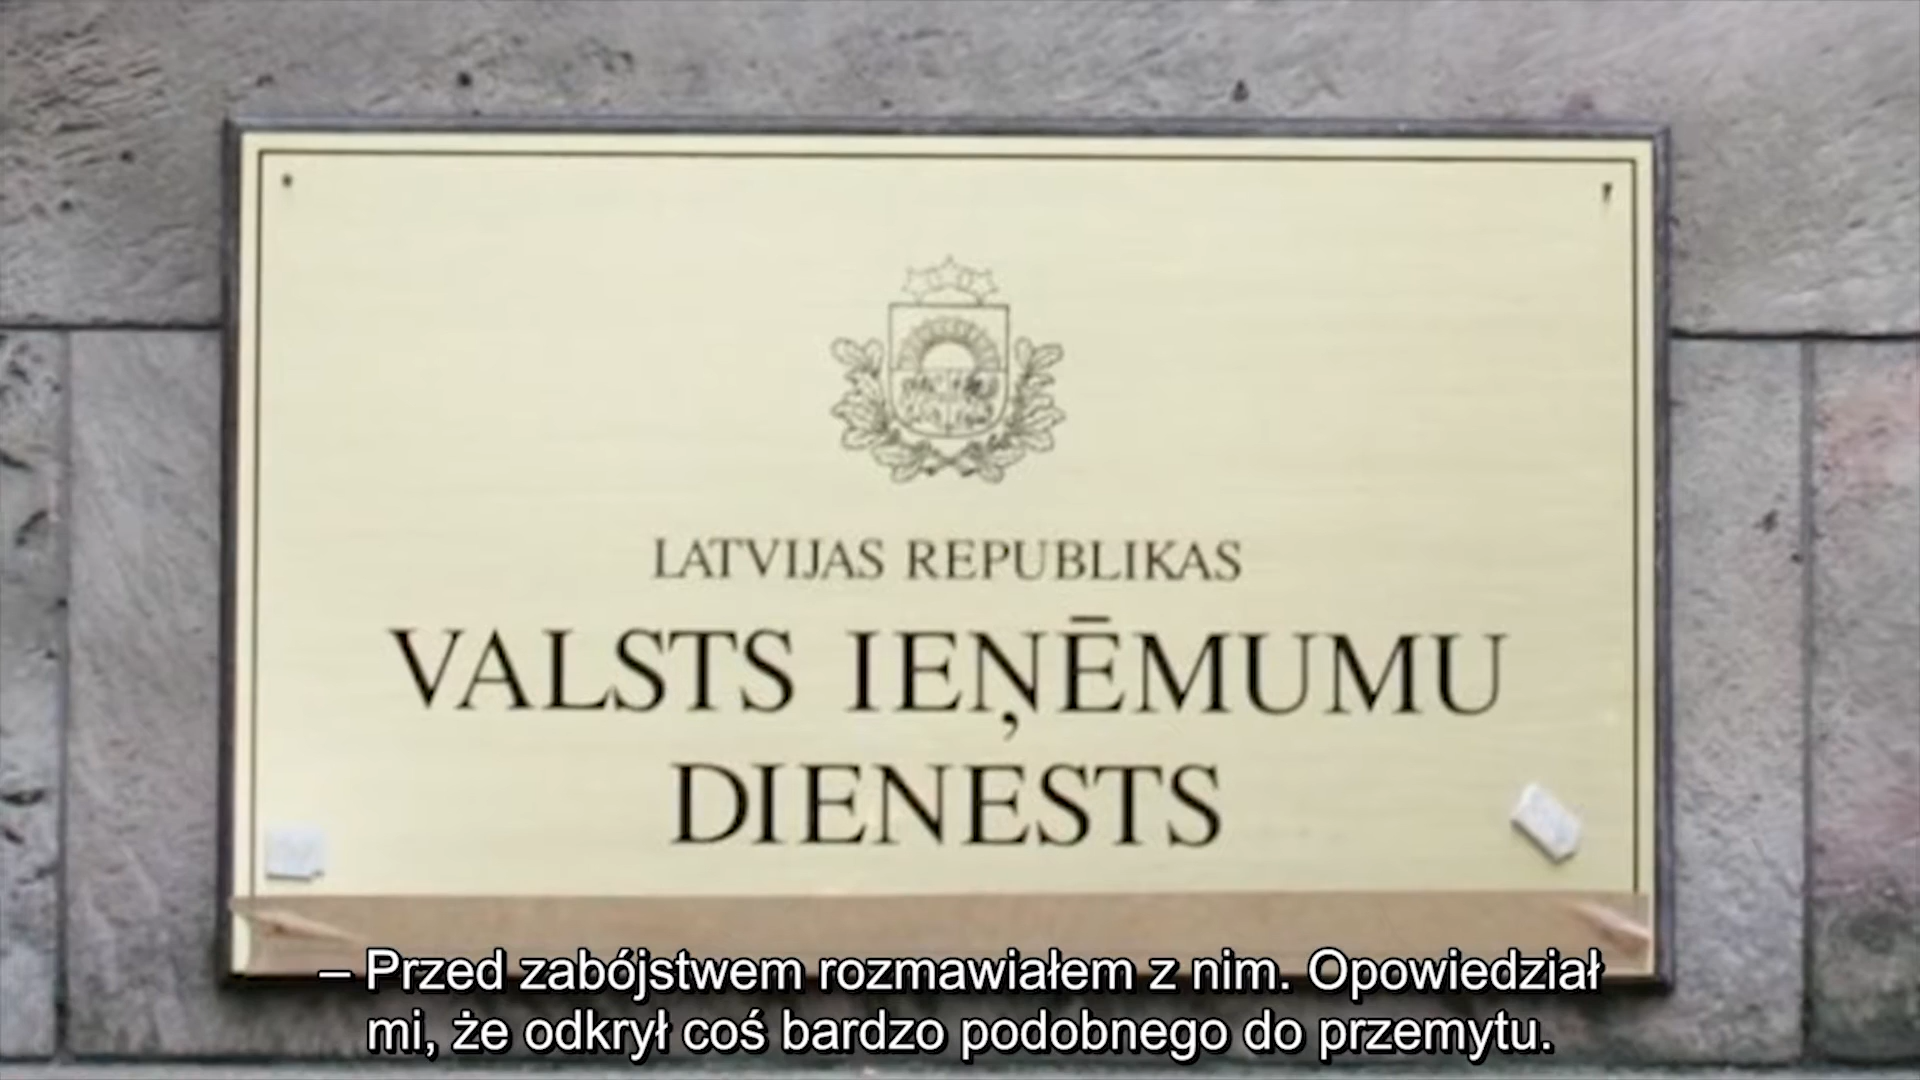 LATVIJAS REPUBLIKAS
VALSTS IEŅĒMUMU
DIENESTS
– Przed zabójstwem rozmawiałem z nim. Opowiedział
mi, że odkrył coś bardzo podobnego do przemytu.